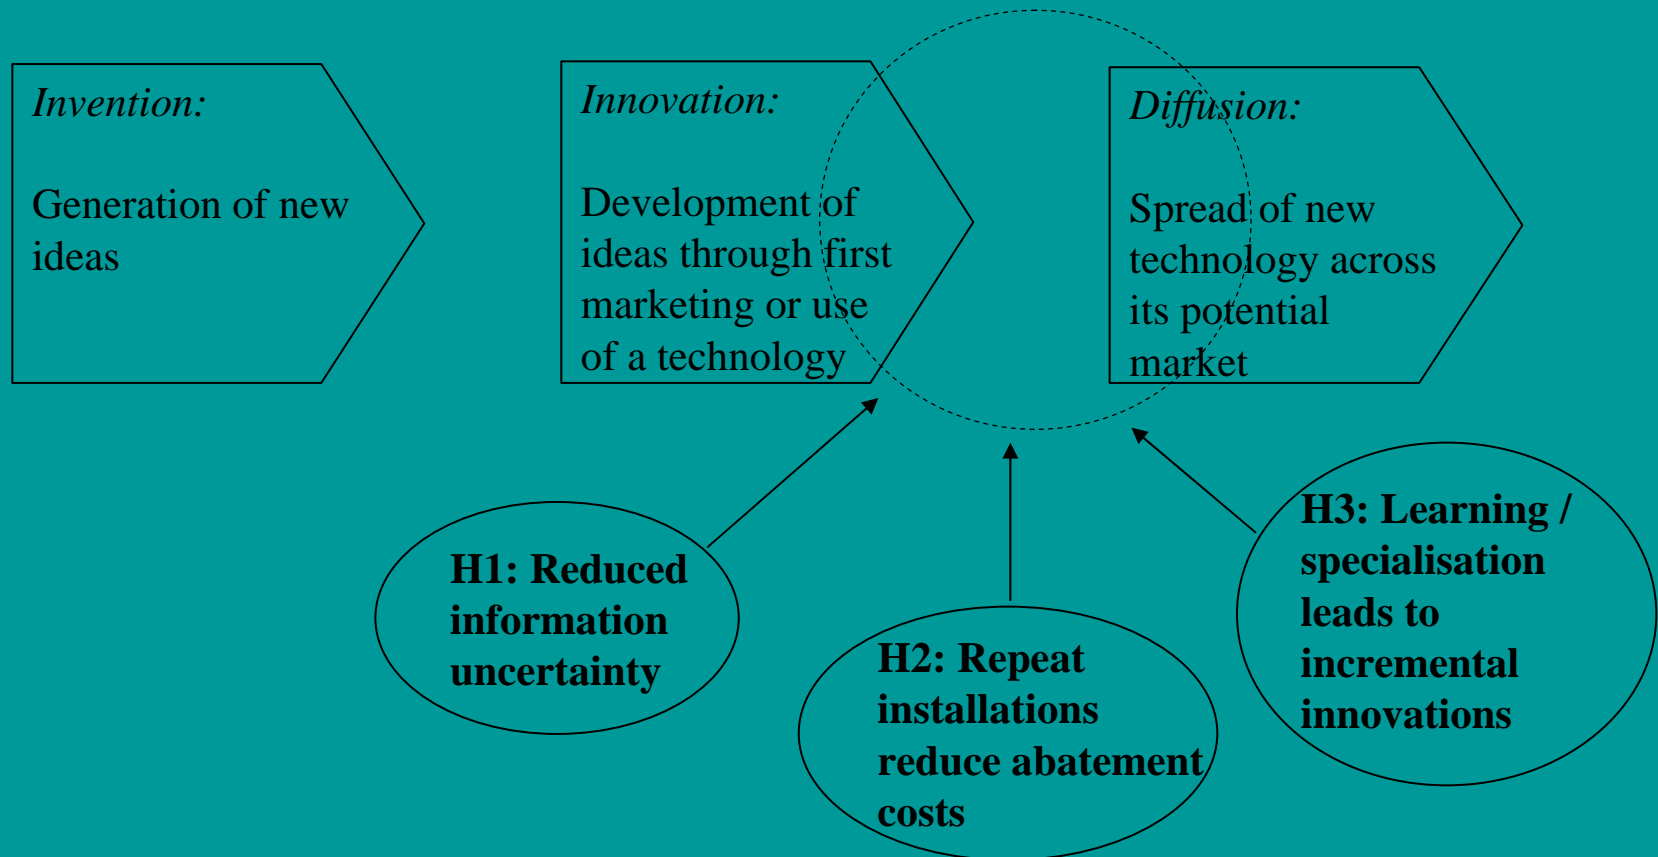 Invention:
Generation of new
ideas
Innovation:
Development of
ideas through first
marketing or use
of a technology
Diffusion:
Spread of new
technology across
its potential
market
H1: Reduced
information
uncertainty
H2: Repeat
installations
reduce abatement
costs
H3: Learning /
specialisation
leads to
incremental
innovations